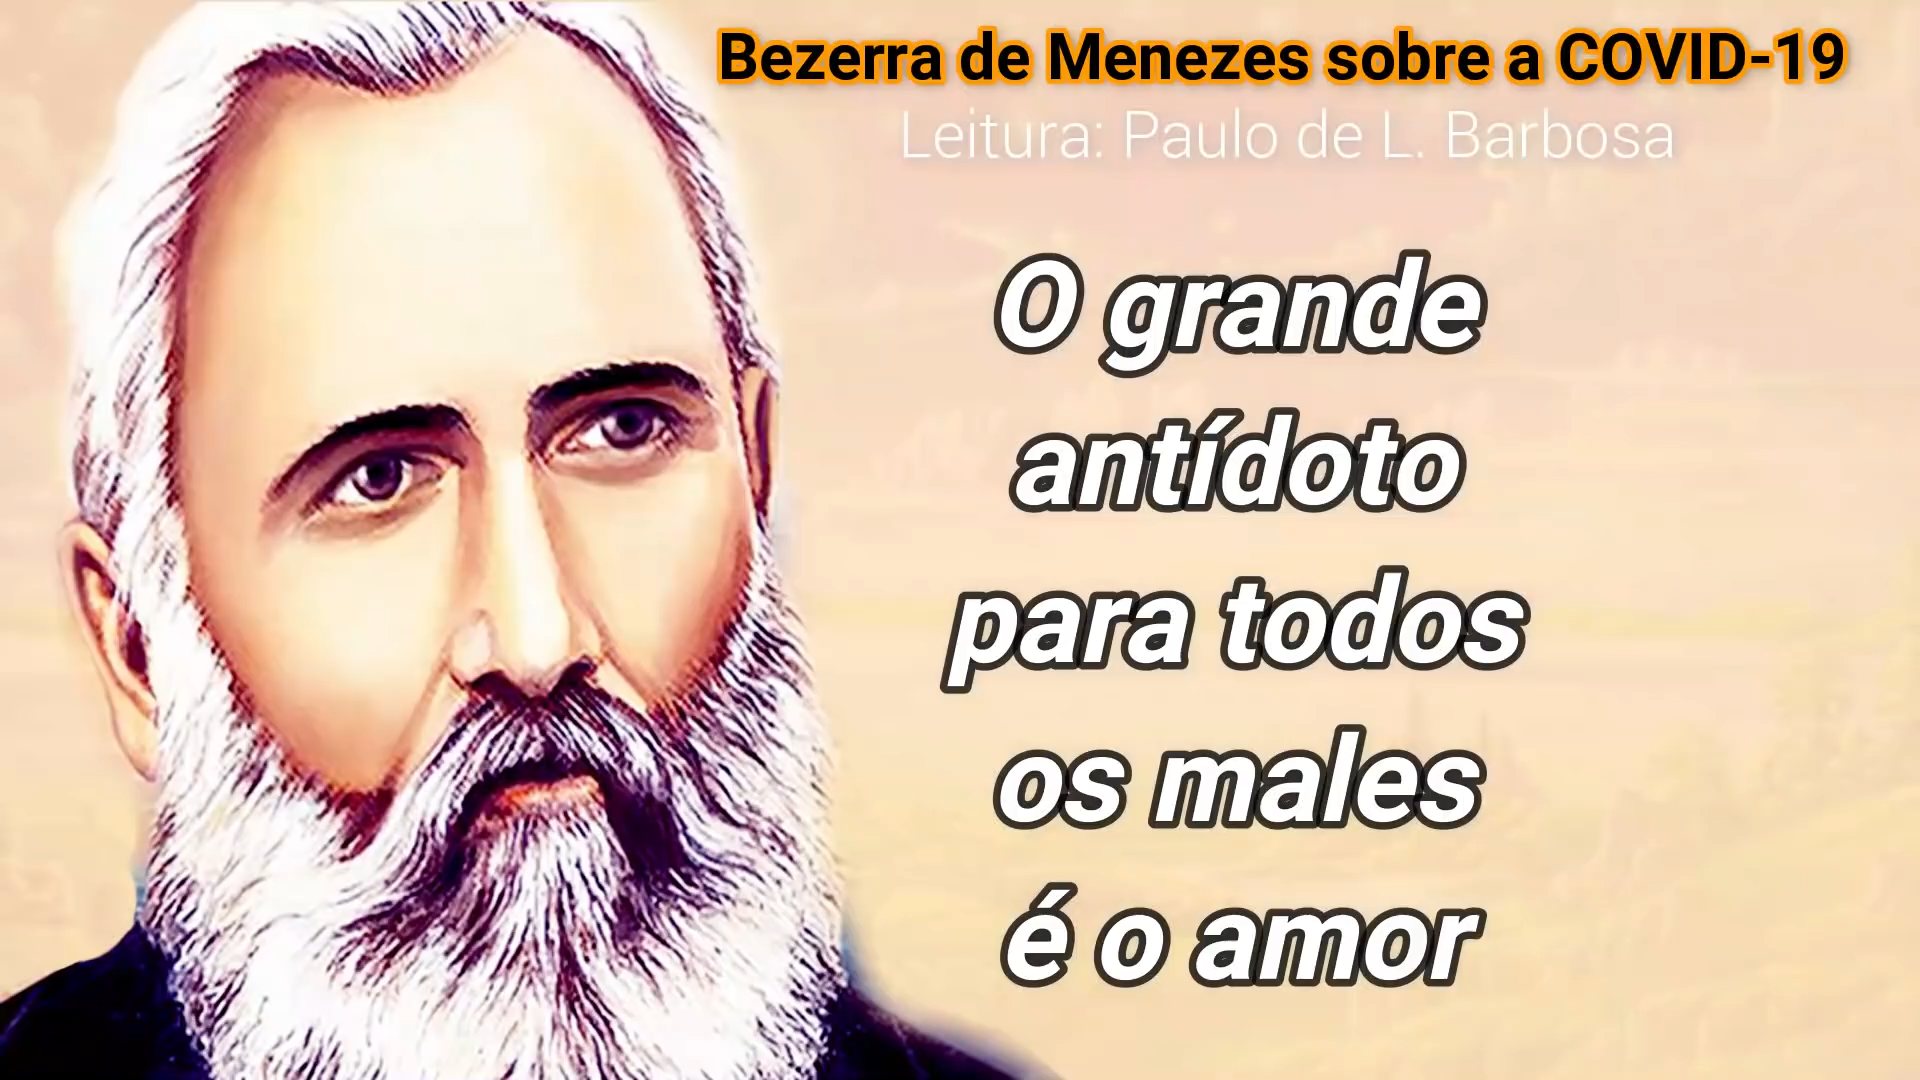 Bezerra de Menezes sobre a COVID-19
Leitura: Paulo de L. Barbosa
O grande
antídoto
para todos
os males
é o amor